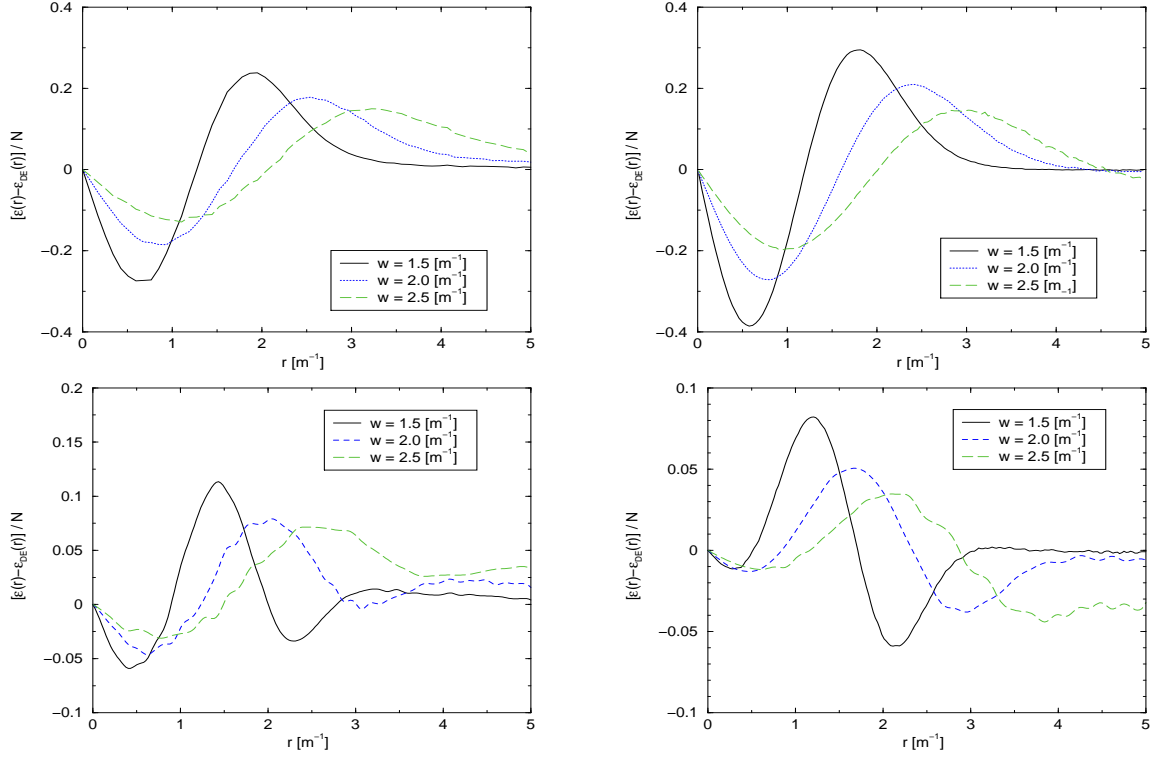 0.4
0.2
0
−0.2
−0.4
[ε(r)−ε_DE(r)] / N
w = 1.5 [m⁻¹]
w = 2.0 [m⁻¹]
w = 2.5 [m⁻¹]
0 1 2 3 4 5
r [m⁻¹]
0.4
0.2
0
−0.2
−0.4
[ε(r)−ε_DE(r)] / N
w = 1.5 [m⁻¹]
w = 2.0 [m⁻¹]
w = 2.5 [m₋₁]
0 1 2 3 4 5
r [m⁻¹]
0.2
0.15
0.1
0.05
0
−0.05
−0.1
[ε(r)−ε_DE(r)] / N
w = 1.5 [m⁻¹]
w = 2.0 [m⁻¹]
w = 2.5 [m⁻¹]
0 1 2 3 4 5
r [m⁻¹]
0.1
0.05
0
−0.05
−0.1
[ε(r)−ε_DE(r)] / N
w = 1.5 [m⁻¹]
w = 2.0 [m⁻¹]
w = 2.5 [m⁻¹]
0 1 2 3 4 5
r [m⁻¹]